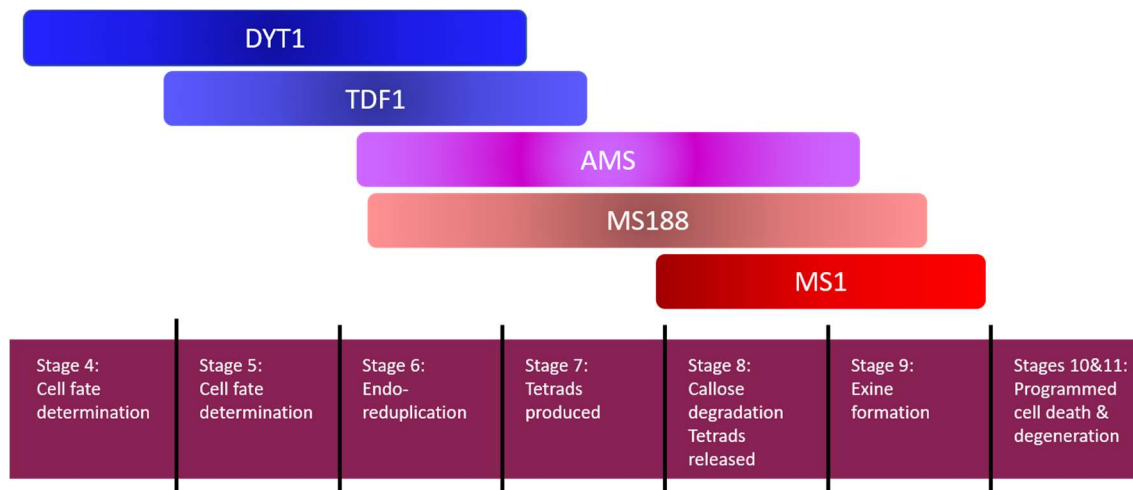 DYT1
TDF1
AMS
MS188
MS1
Stage 4:
Cell fate
determination
Stage 5:
Cell fate
determination
Stage 6:
Endo-
reduplication
Stage 7:
Tetrads
produced
Stage 8:
Callose
degradation
Tetrads
released
Stage 9:
Exine
formation
Stages 10&11:
Programmed
cell death &
degeneration